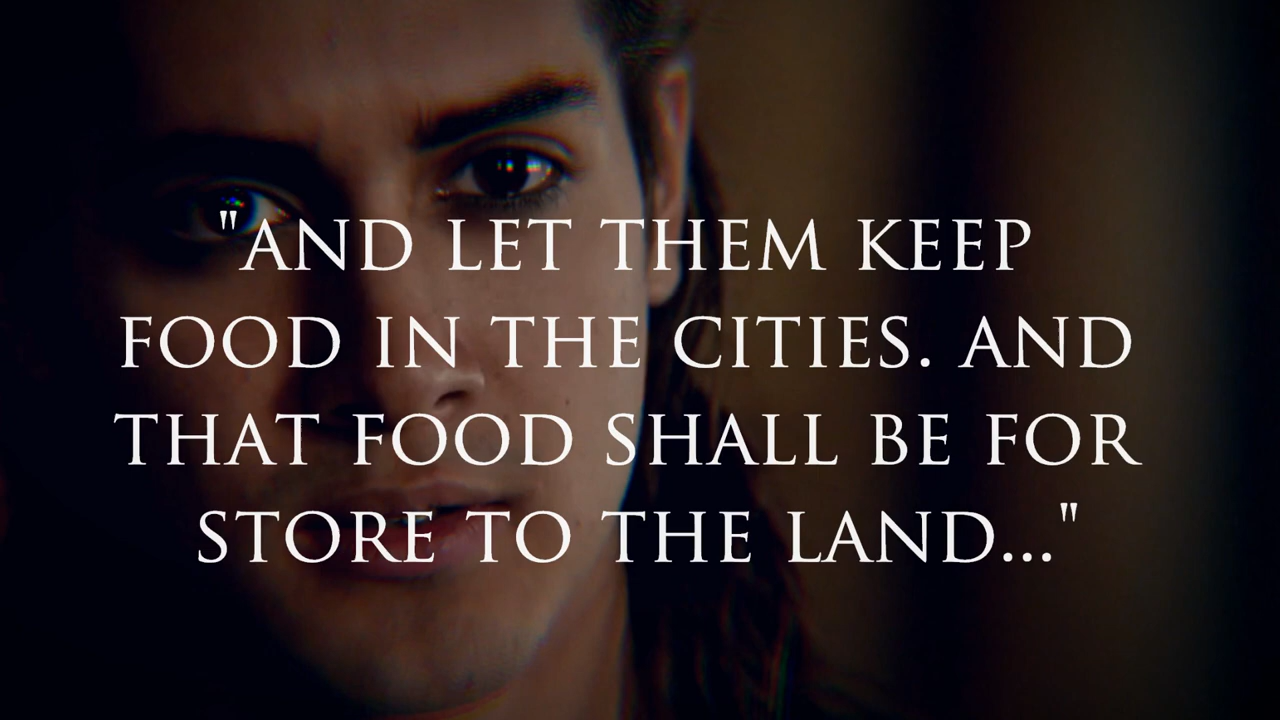 "AND LET THEM KEEP
FOOD IN THE CITIES. AND
THAT FOOD SHALL BE FOR
STORE TO THE LAND..."